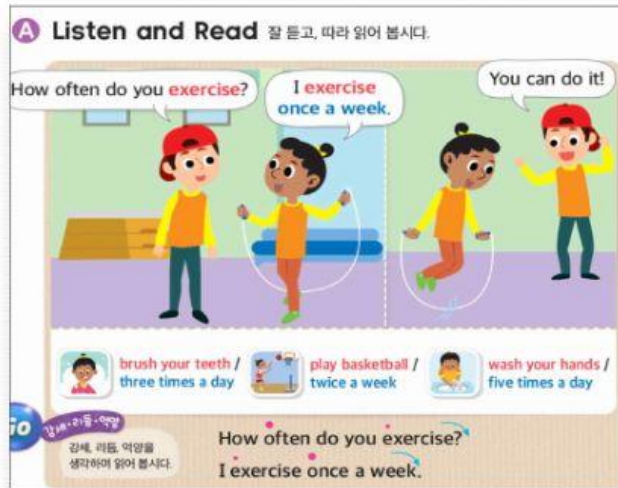 A Listen and Read 잘 듣고, 따라 읽어 봅시다.
How often do you exercise?
I exercise
once a week.
You can do it!
brush your teeth /
three times a day
play basketball /
twice a week
wash your hands /
five times a day
강세·리듬·억양
강세, 리듬, 억양을
생각하며 읽어 봅시다.
How often do you exercise?
I exercise once a week.